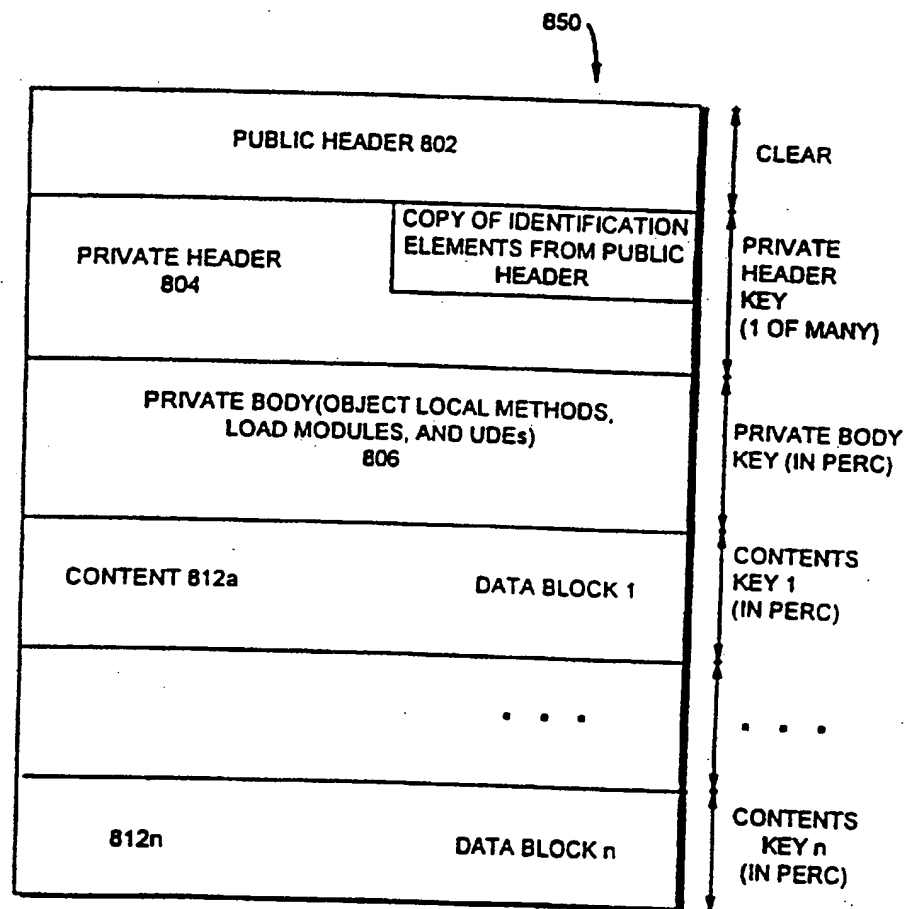 850
PUBLIC HEADER 802
CLEAR
PRIVATE HEADER
804
COPY OF IDENTIFICATION
ELEMENTS FROM PUBLIC
HEADER
PRIVATE
HEADER
KEY
(1 OF MANY)
PRIVATE BODY(OBJECT LOCAL METHODS,
LOAD MODULES, AND UDEs)
806
PRIVATE BODY
KEY (IN PERC)
CONTENT 812a
DATA BLOCK 1
CONTENTS
KEY 1
(IN PERC)
. . .
. . .
812n
DATA BLOCK n
CONTENTS
KEY n
(IN PERC)